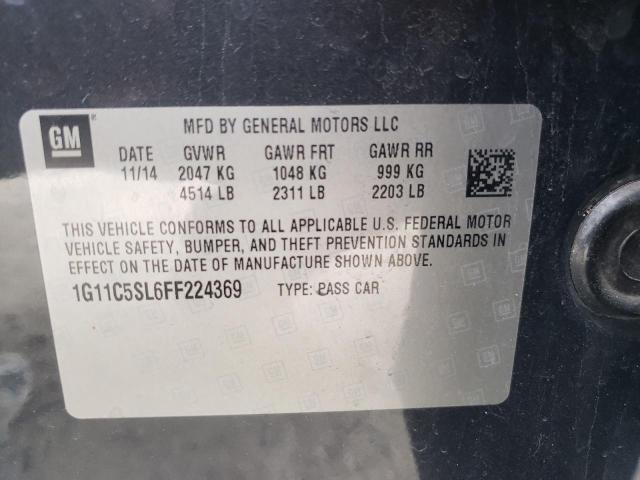 GM
MFD BY GENERAL MOTORS LLC
DATE GVWR GAWR FRT GAWR RR
11/14 2047 KG 1048 KG 999 KG
4514 LB 2311 LB 2203 LB
THIS VEHICLE CONFORMS TO ALL APPLICABLE U.S. FEDERAL MOTOR
VEHICLE SAFETY, BUMPER, AND THEFT PREVENTION STANDARDS IN
EFFECT ON THE DATE OF MANUFACTURE SHOWN ABOVE.
1G11C5SL6FF224369 TYPE: PASS CAR